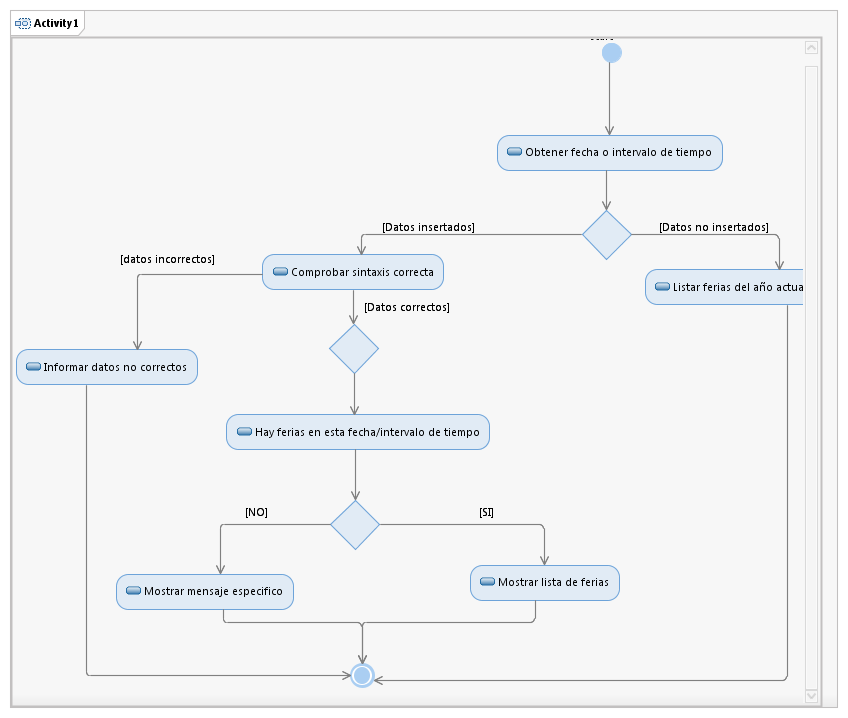 Activity1
Obtener fecha o intervalo de tiempo
[Datos insertados]
[Datos no insertados]
[datos incorrectos]
Comprobar sintaxis correcta
Listar ferias del año actua
[Datos correctos]
Informar datos no correctos
Hay ferias en esta fecha/intervalo de tiempo
[NO]
[SI]
Mostrar mensaje especifico
Mostrar lista de ferias